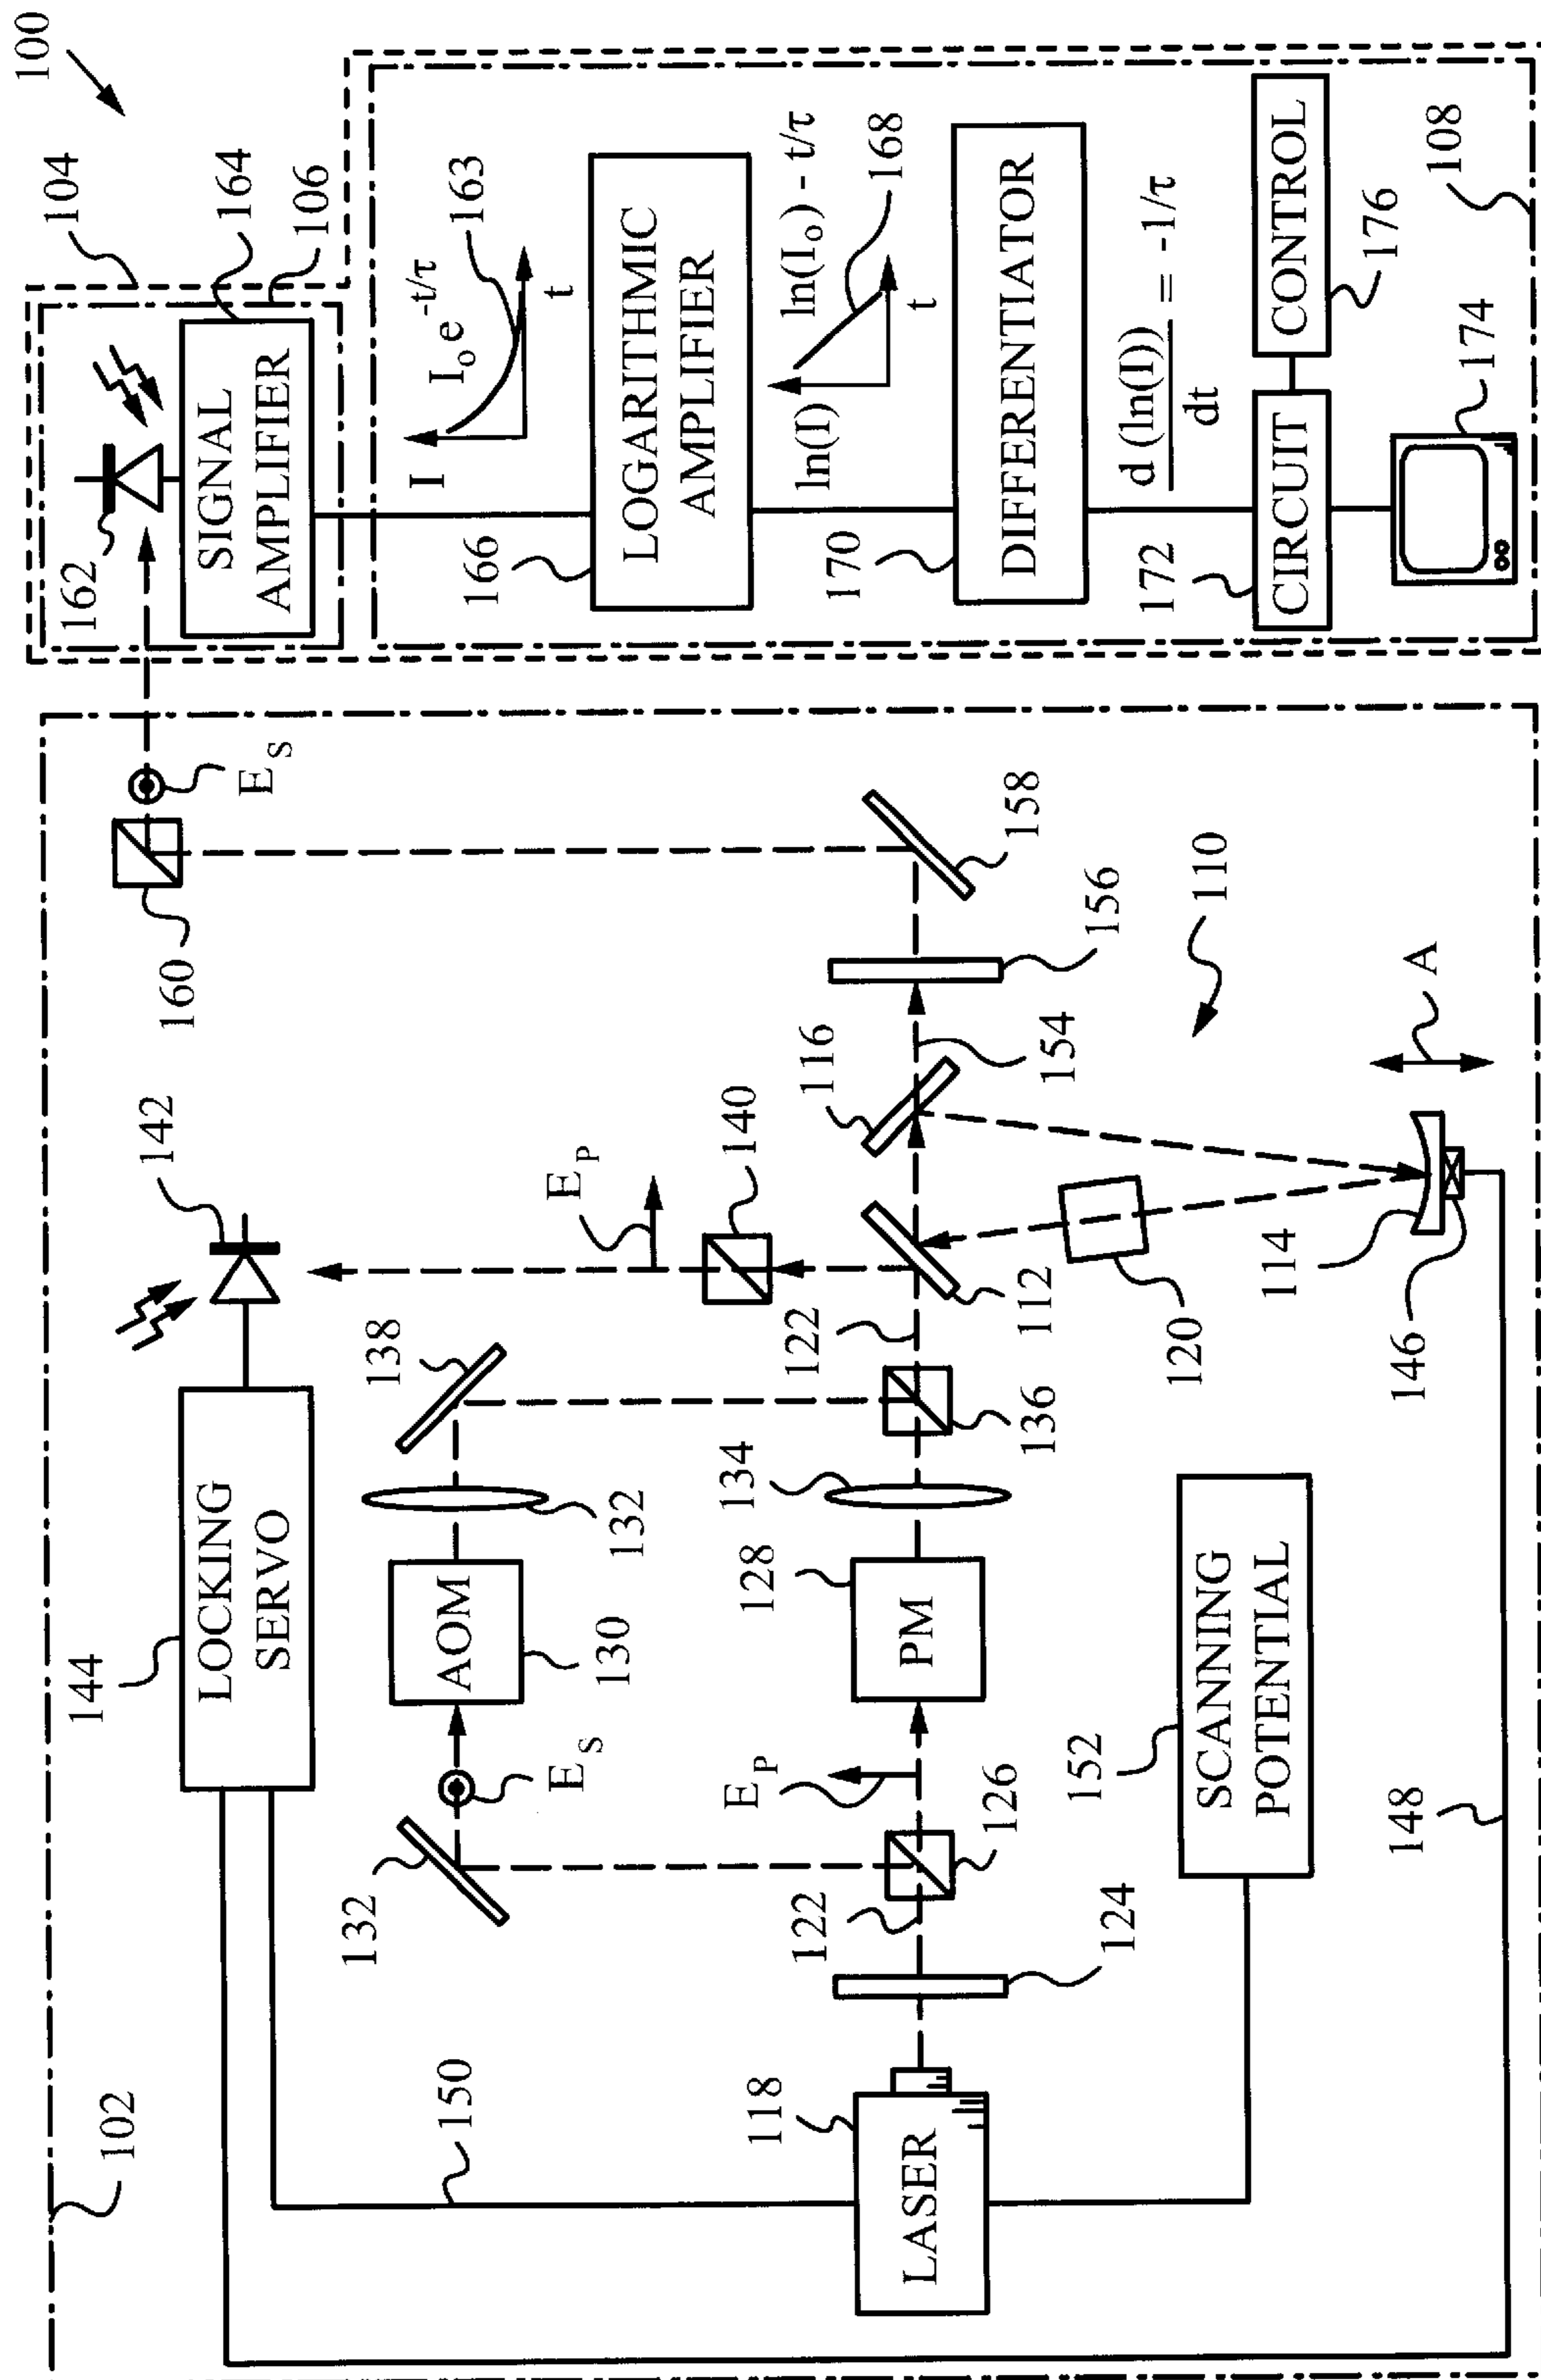 100
102
104
164
106
162
SIGNAL
AMPLIFIER
I
I₀e^-t/τ
163
t
166
LOGARITHMIC
AMPLIFIER
ln(I)
ln(I₀) - t/τ
168
t
170
DIFFERENTIATOR
d (ln(I))
dt
= -1/τ
172
CIRCUIT
CONTROL
176
174
108
E_S
160
158
156
154
116
110
A
142
E_P
140
144
LOCKING
SERVO
138
132
AOM
130
E_S
132
122
112
120
114
146
136
134
128
PM
E_P
126
122
124
152
SCANNING
POTENTIAL
148
150
118
LASER